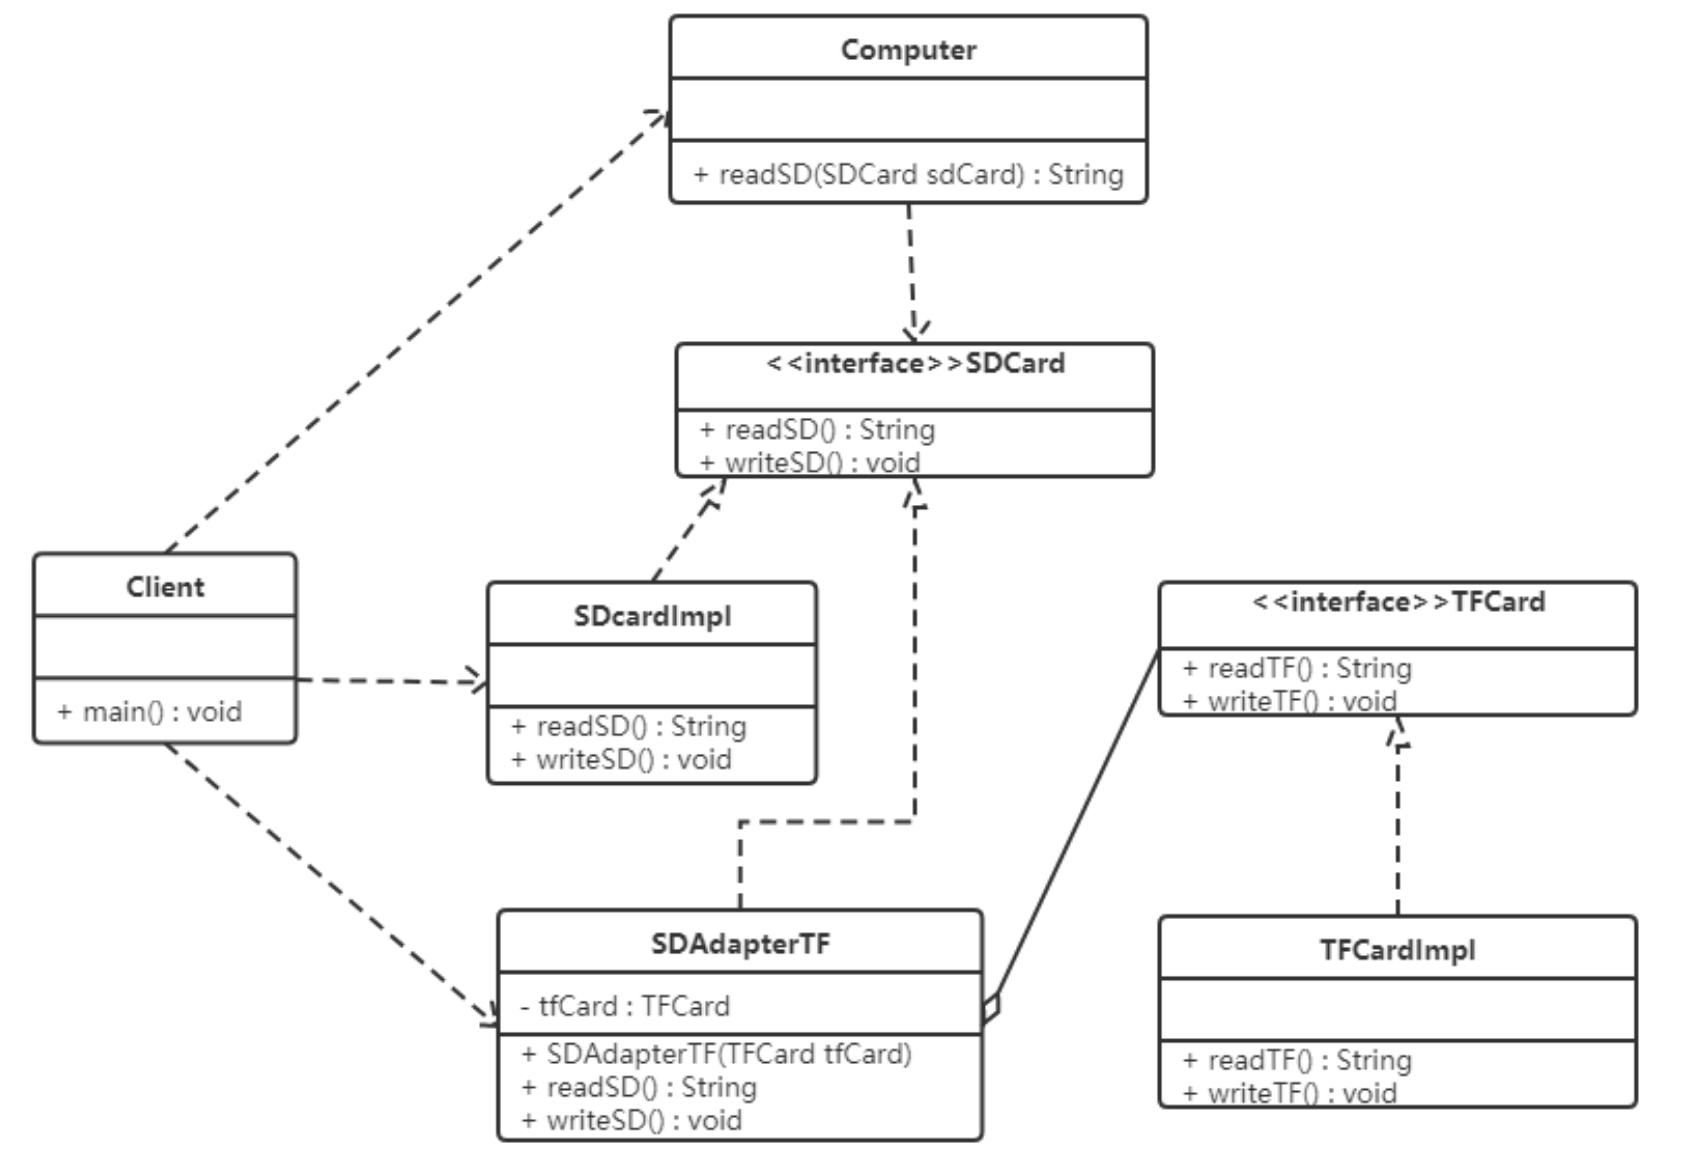 Computer
+ readSD(SDCard sdCard) : String
<<interface>>SDCard
+ readSD() : String
+ writeSD() : void
Client
+ main() : void
SDcardImpl
+ readSD() : String
+ writeSD() : void
<<interface>>TFCard
+ readTF() : String
+ writeTF() : void
SDAdapterTF
- tfCard : TFCard
+ SDAdapterTF(TFCard tfCard)
+ readSD() : String
+ writeSD() : void
TFCardImpl
+ readTF() : String
+ writeTF() : void